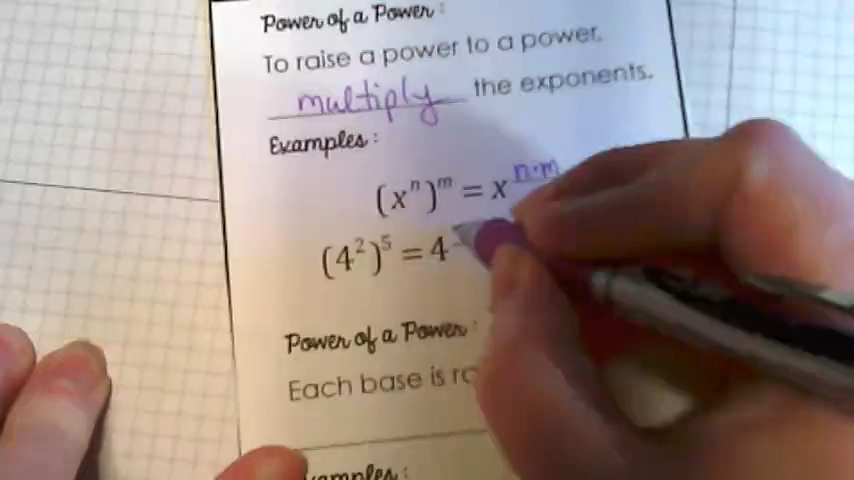 Power of a Power:
To raise a power to a power,
multiply the exponents.
Examples:
(xⁿ)ᵐ = x n·m
(4²)⁵ = 4
Power of a Power:
Each base is
Examples: